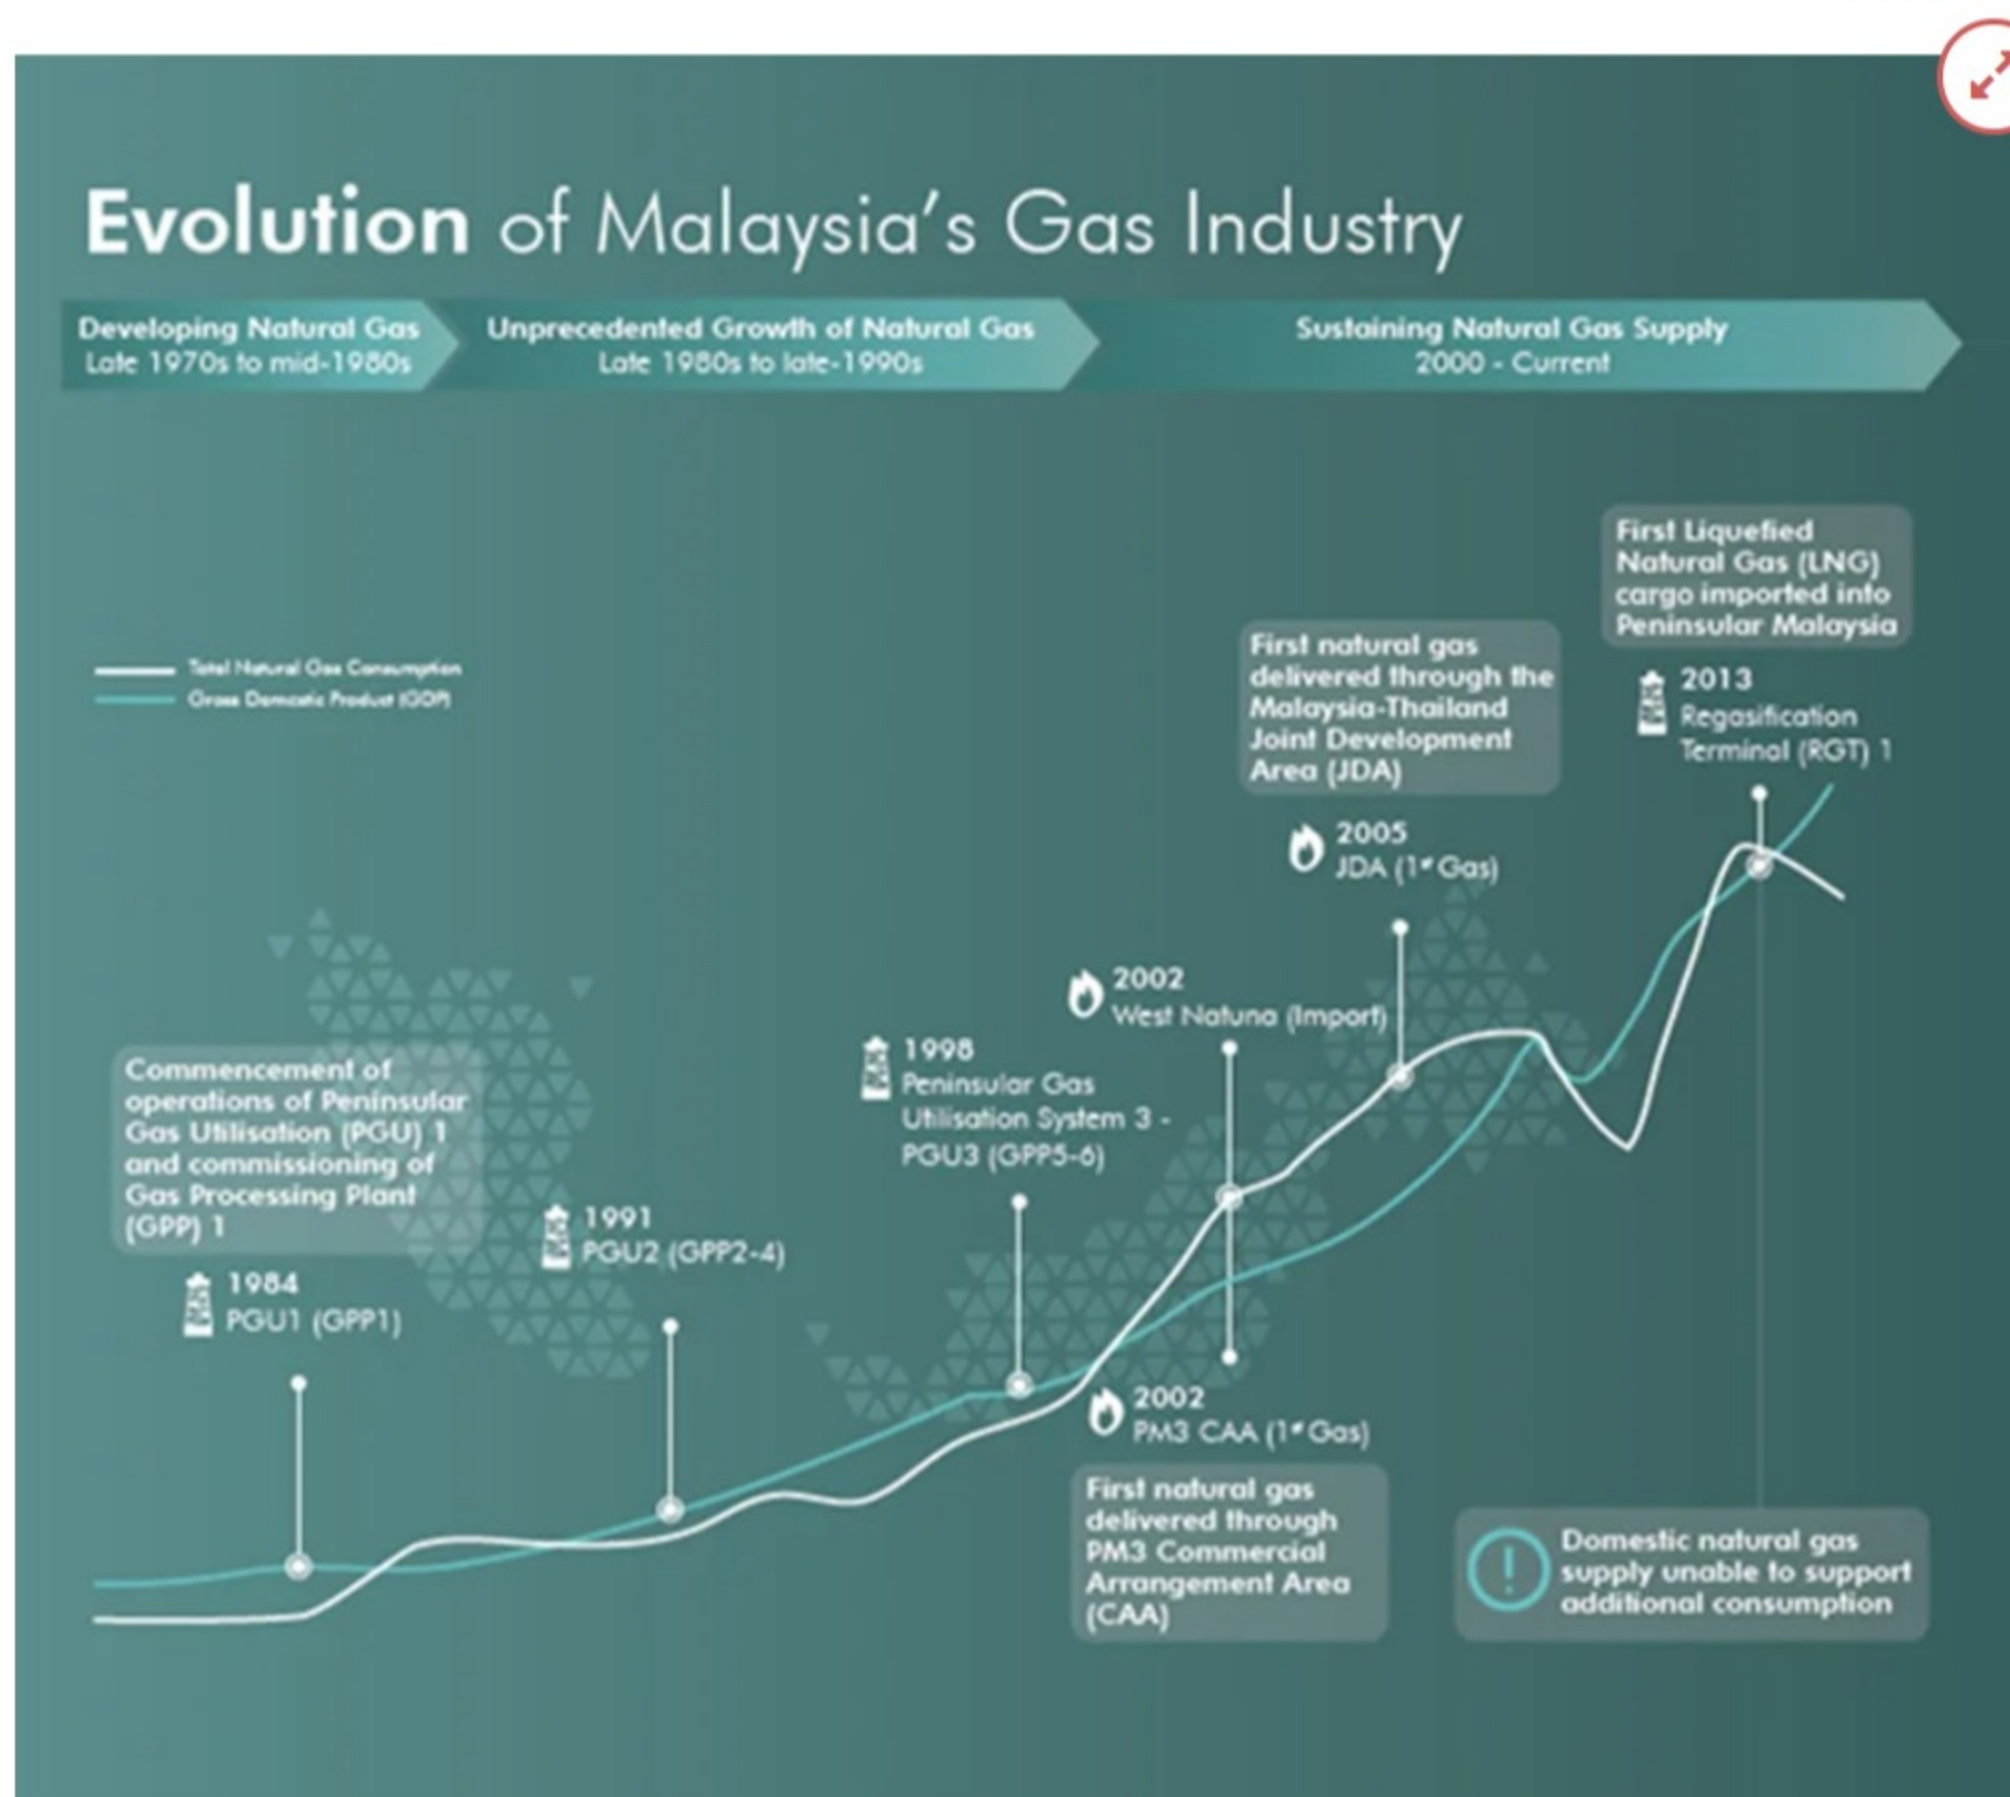 Evolution of Malaysia's Gas Industry
Developing Natural Gas
Late 1970s to mid-1980s
Unprecedented Growth of Natural Gas
Late 1980s to late-1990s
Sustaining Natural Gas Supply
2000 - Current
Total Natural Gas Consumption
Gross Domestic Product (GDP)
Commencement of
operations of Peninsular
Gas Utilisation (PGU) 1
and commissioning of
Gas Processing Plant
(GPP) 1
1984
PGU1 (GPP1)
1991
PGU2 (GPP2-4)
1998
Peninsular Gas
Utilisation System 3 -
PGU3 (GPP5-6)
2002
West Natuna (Import)
2002
PM3 CAA (1st Gas)
First natural gas
delivered through
PM3 Commercial
Arrangement Area
(CAA)
First natural gas
delivered through the
Malaysia-Thailand
Joint Development
Area (JDA)
2005
JDA (1st Gas)
First Liquefied
Natural Gas (LNG)
cargo imported into
Peninsular Malaysia
2013
Regasification
Terminal (RGT) 1
Domestic natural gas
supply unable to support
additional consumption